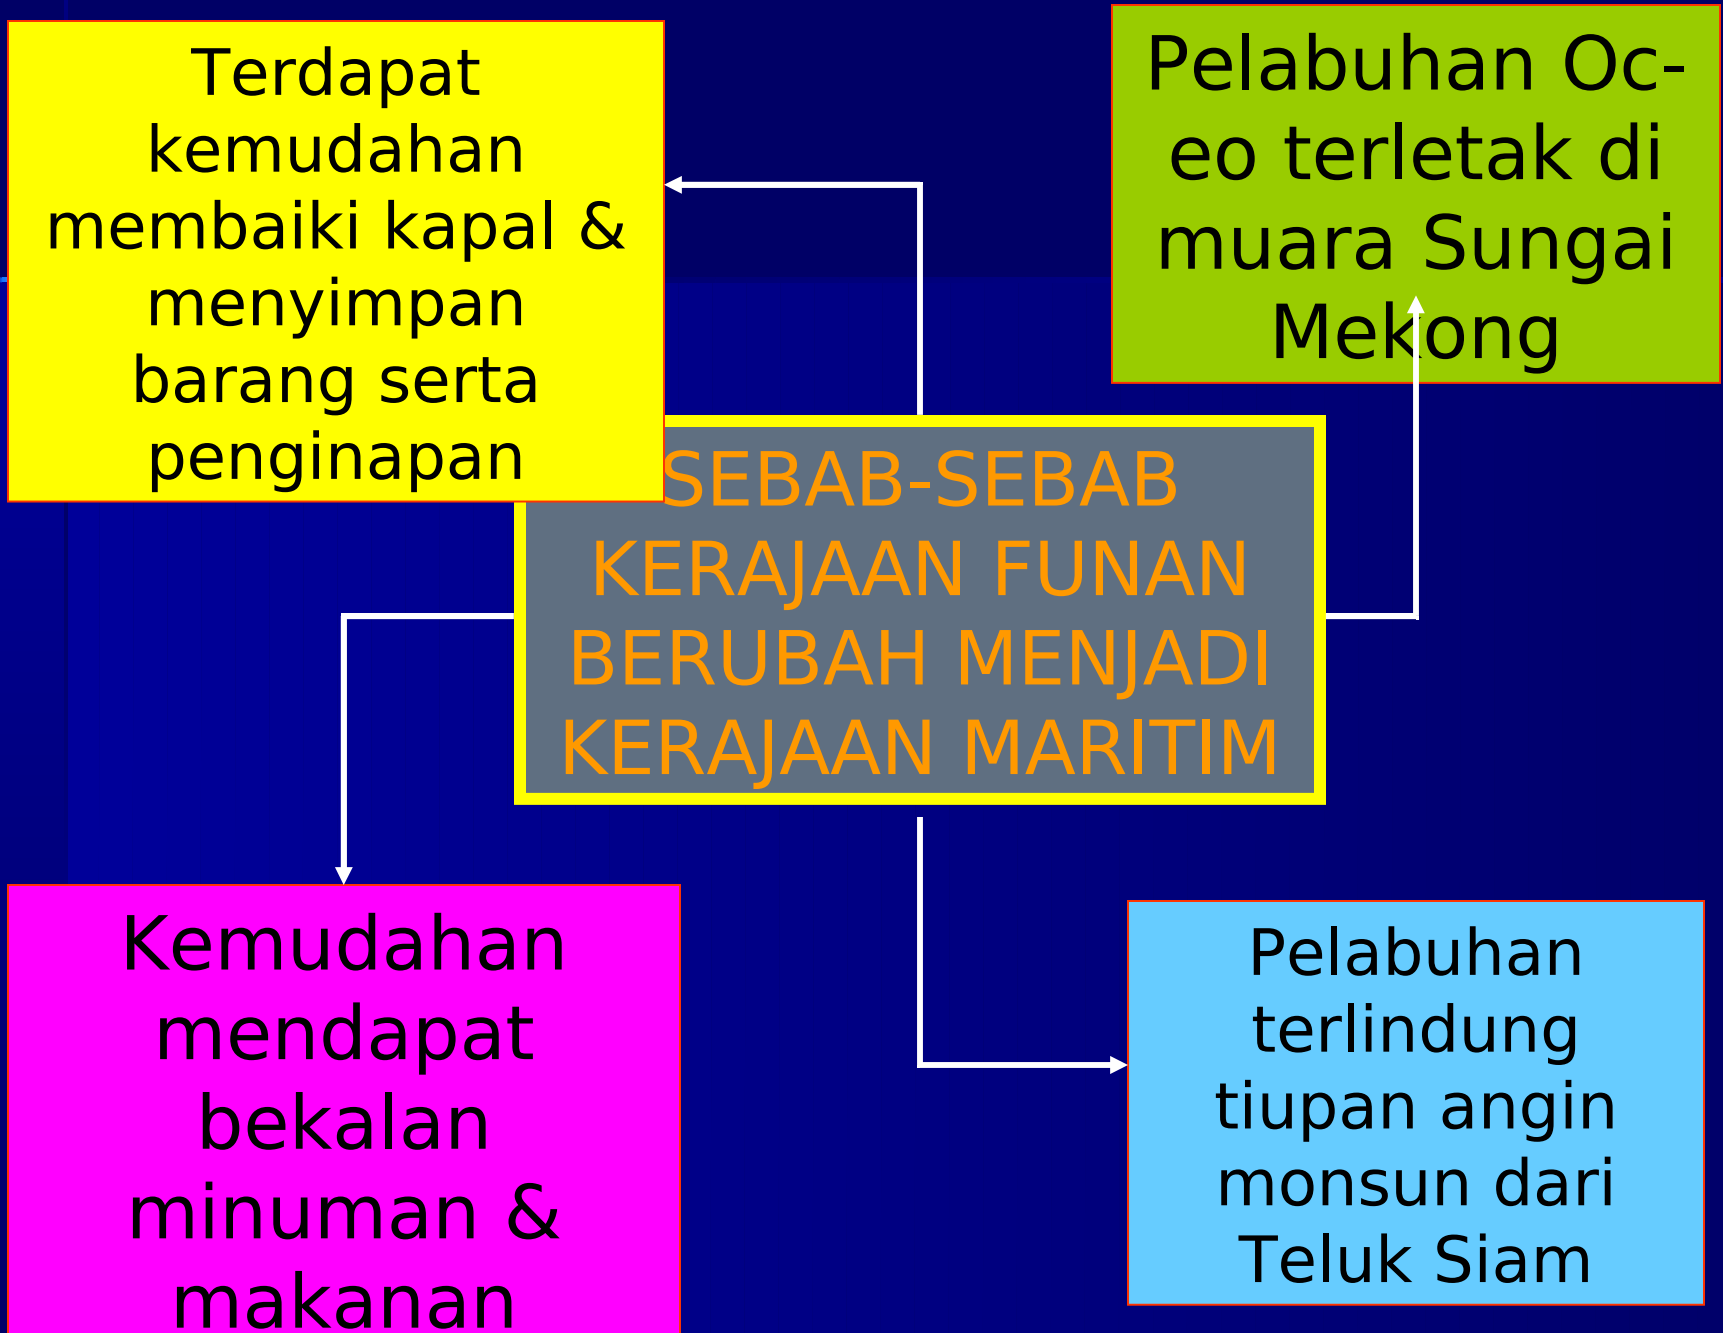 Terdapat
kemudahan
membaiki kapal &
menyimpan
barang serta
penginapan
Pelabuhan Oc-
eo terletak di
muara Sungai
Mekong
SEBAB-SEBAB
KERAJAAN FUNAN
BERUBAH MENJADI
KERAJAAN MARITIM
Kemudahan
mendapat
bekalan
minuman &
makanan
Pelabuhan
terlindung
tiupan angin
monsun dari
Teluk Siam